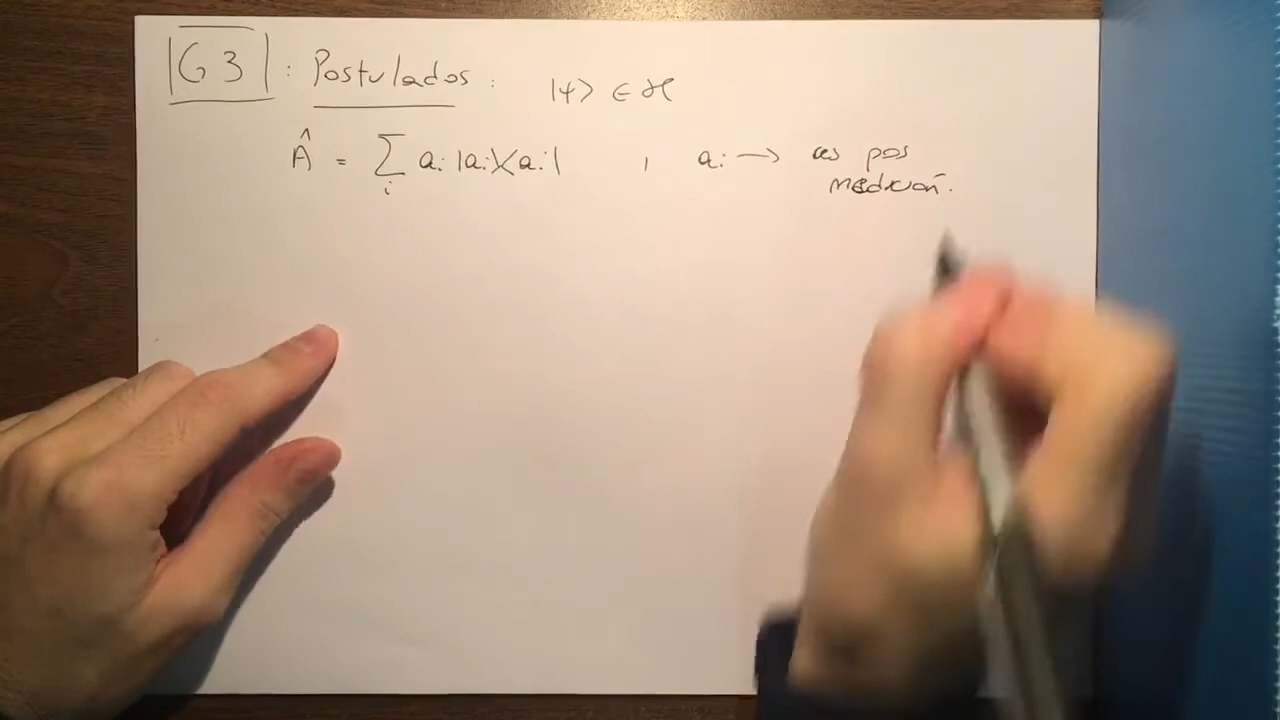 G3 : Postulados : |ψ> ∈ ℋ
Â = ∑ᵢ aᵢ |aᵢ><aᵢ| , aᵢ → res pos
medición.